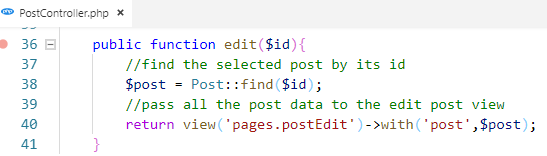 PostController.php ×
36 public function edit($id){
37 //find the selected post by its id
38 $post = Post::find($id);
39 //pass all the post data to the edit post view
40 return view('pages.postEdit')->with('post',$post);
41 }